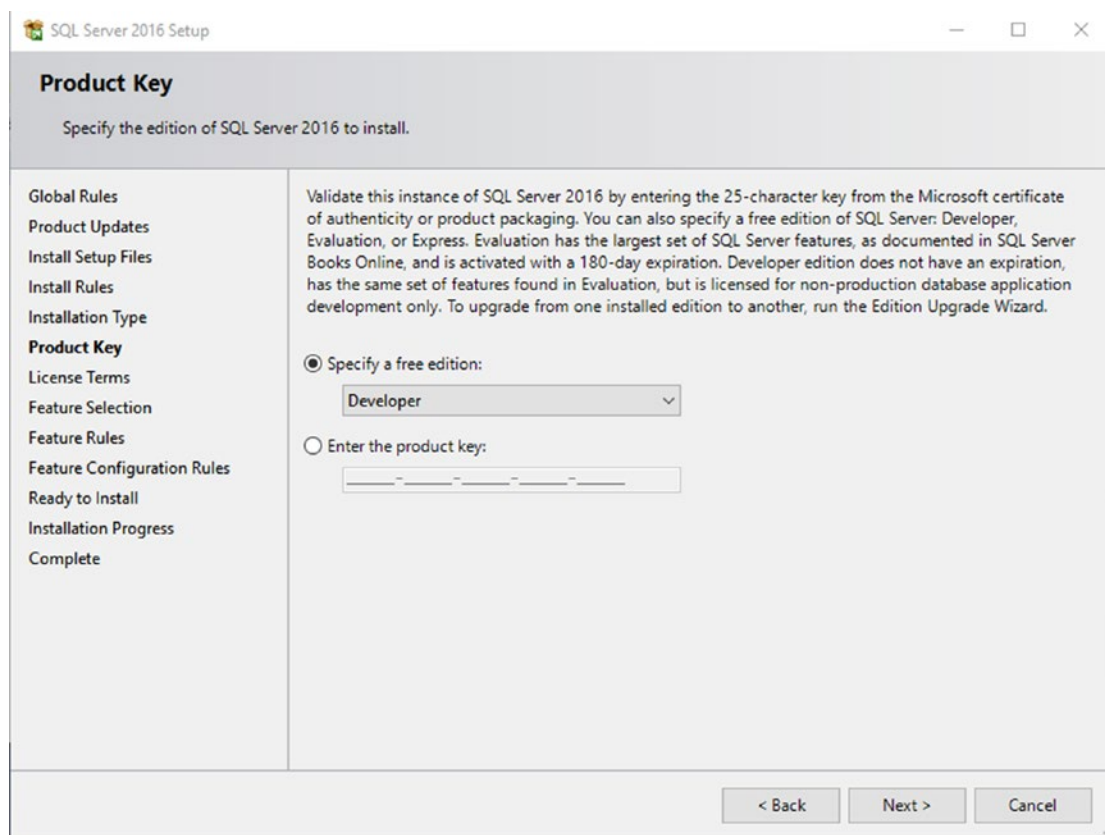 SQL Server 2016 Setup
Product Key
Specify the edition of SQL Server 2016 to install.
Global Rules
Product Updates
Install Setup Files
Install Rules
Installation Type
Product Key
License Terms
Feature Selection
Feature Rules
Feature Configuration Rules
Ready to Install
Installation Progress
Complete
Validate this instance of SQL Server 2016 by entering the 25-character key from the Microsoft certificate
of authenticity or product packaging. You can also specify a free edition of SQL Server: Developer,
Evaluation, or Express. Evaluation has the largest set of SQL Server features, as documented in SQL Server
Books Online, and is activated with a 180-day expiration. Developer edition does not have an expiration,
has the same set of features found in Evaluation, but is licensed for non-production database application
development only. To upgrade from one installed edition to another, run the Edition Upgrade Wizard.
Specify a free edition:
Developer
Enter the product key:
_____-_____-_____-_____-_____
< Back
Next >
Cancel